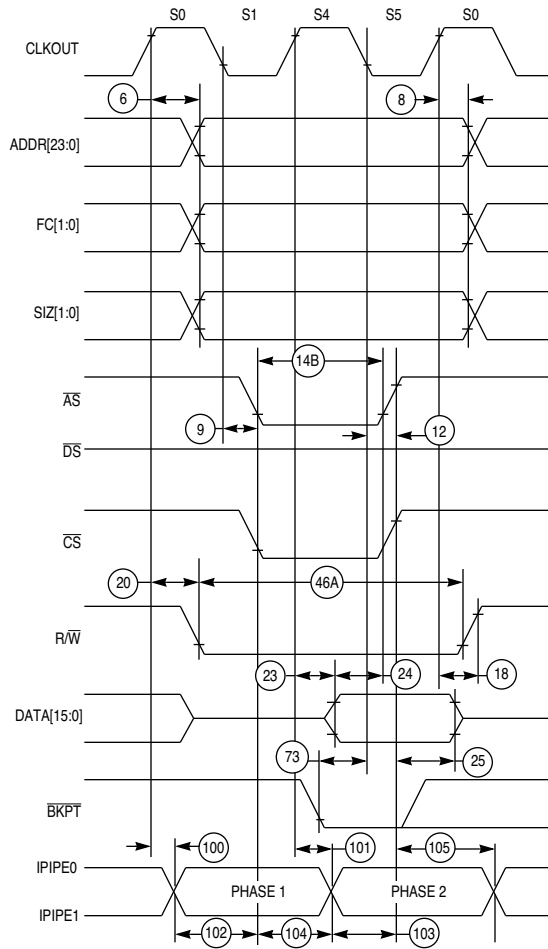 S0 S1 S4 S5 S0
CLKOUT
6 8
ADDR[23:0]
FC[1:0]
SIZ[1:0]
14B
AS
9 12
DS
CS
20 46A
R/W
23 24 18
DATA[15:0]
73 25
BKPT
100 101 105
IPIPE0
PHASE 1 PHASE 2
IPIPE1
102 104 103